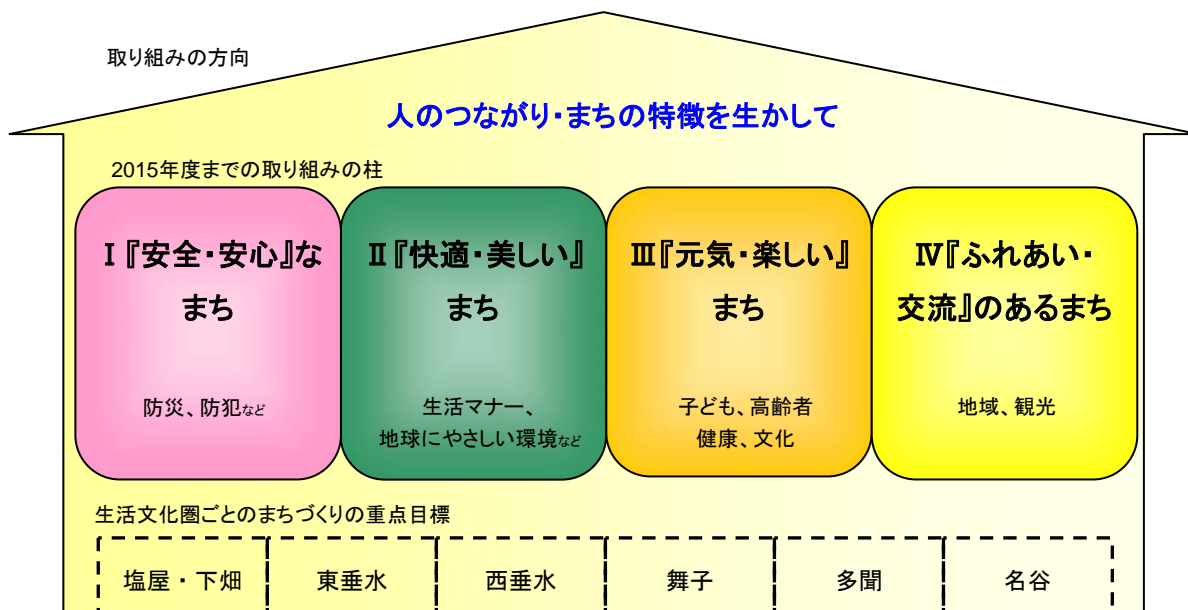 取り組みの方向
人のつながり・まちの特徴を生かして
2015年度までの取り組みの柱
Ⅰ『安全・安心』な
まち
防災、防犯など
Ⅱ『快適・美しい』
まち
生活マナー、
地球にやさしい環境など
Ⅲ『元気・楽しい』
まち
子ども、高齢者
健康、文化
Ⅳ『ふれあい・
交流』のあるまち
地域、観光
生活文化圏ごとのまちづくりの重点目標
塩屋・下畑
東垂水
西垂水
舞子
多聞
名谷